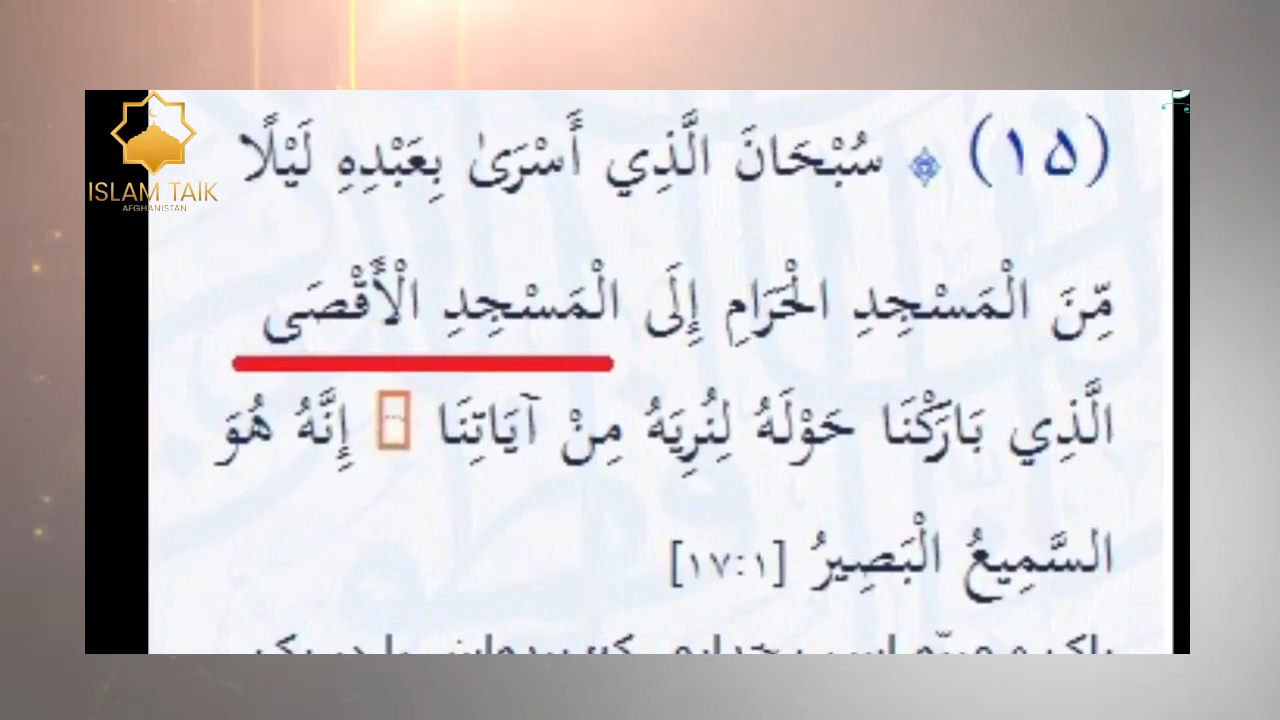 ISLAM TAIK
AFGHANISTAN
(۱۵) سُبْحَانَ الَّذِي أَسْرَىٰ بِعَبْدِهِ لَيْلًا
مِّنَ الْمَسْجِدِ الْحَرَامِ إِلَى الْمَسْجِدِ الْأَقْصَى
الَّذِي بَارَكْنَا حَوْلَهُ لِنُرِيَهُ مِنْ آيَاتِنَا إِنَّهُ هُوَ
السَّمِيعُ الْبَصِيرُ [١٧:١]